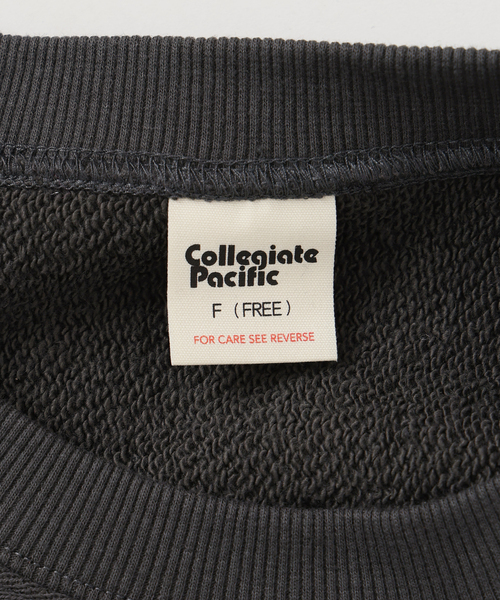 Collegiate
Pacific
F (FREE)
FOR CARE SEE REVERSE